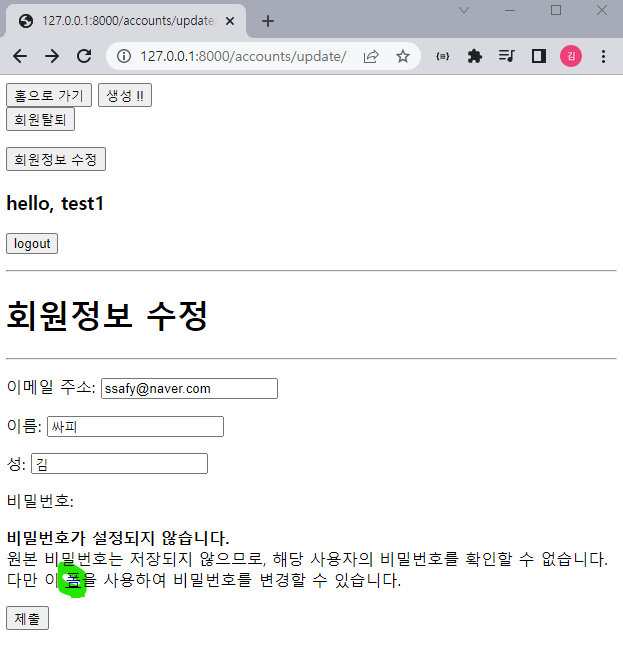 127.0.0.1:8000/accounts/update
127.0.0.1:8000/accounts/update/
김
홈으로 가기 생성 !!
회원탈퇴
회원정보 수정
hello, test1
logout
회원정보 수정
이메일 주소: ssafy@naver.com
이름: 싸피
성: 김
비밀번호:
비밀번호가 설정되지 않습니다.
원본 비밀번호는 저장되지 않으므로, 해당 사용자의 비밀번호를 확인할 수 없습니다.
다만 이 폼을 사용하여 비밀번호를 변경할 수 있습니다.
제출